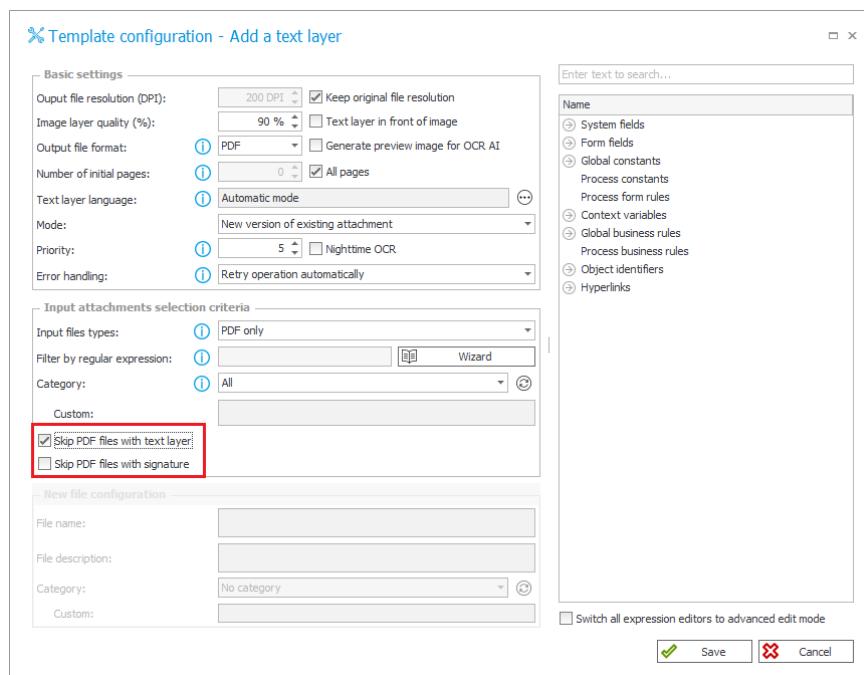 Template configuration - Add a text layer
Basic settings
Ouput file resolution (DPI): 200 DPI Keep original file resolution
Image layer quality (%): 90 % Text layer in front of image
Output file format: PDF Generate preview image for OCR AI
Number of initial pages: 0 All pages
Text layer language: Automatic mode
Mode: New version of existing attachment
Priority: 5 Nighttime OCR
Error handling: Retry operation automatically
Input attachments selection criteria
Input files types: PDF only
Filter by regular expression: Wizard
Category: All
Custom:
Skip PDF files with text layer
Skip PDF files with signature
New file configuration
File name:
File description:
Category: No category
Custom:
Enter text to search...
Name
System fields
Form fields
Global constants
Process constants
Process form rules
Context variables
Global business rules
Process business rules
Object identifiers
Hyperlinks
Switch all expression editors to advanced edit mode
Save Cancel